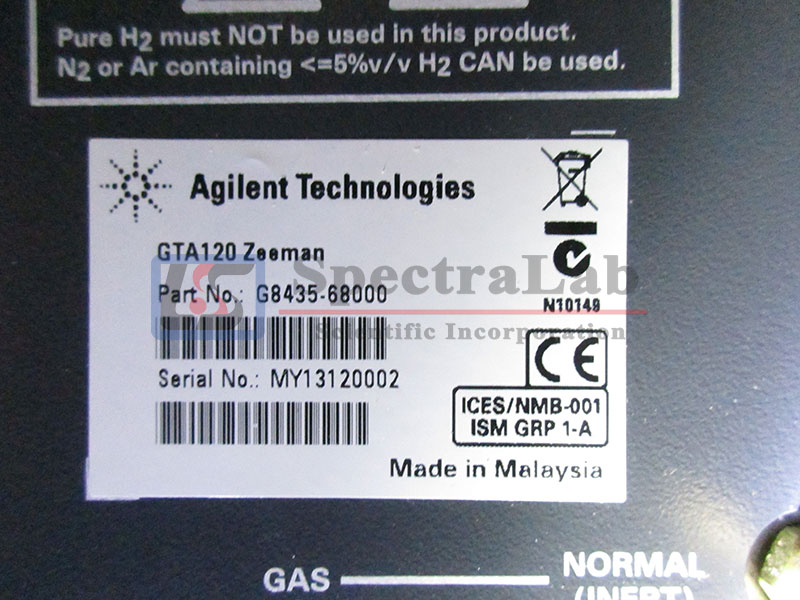 Pure H2 must NOT be used in this product.
N2 or Ar containing <=5%v/v H2 CAN be used.
Agilent Technologies
GTA120 Zeeman
SpectraLab
Part No.: G8435-68000
N10149
Scientific Incorporation
CE
Serial No.: MY13120002
ICES/NMB-001
ISM GRP 1-A
Made in Malaysia
GAS
NORMAL
(INERT)